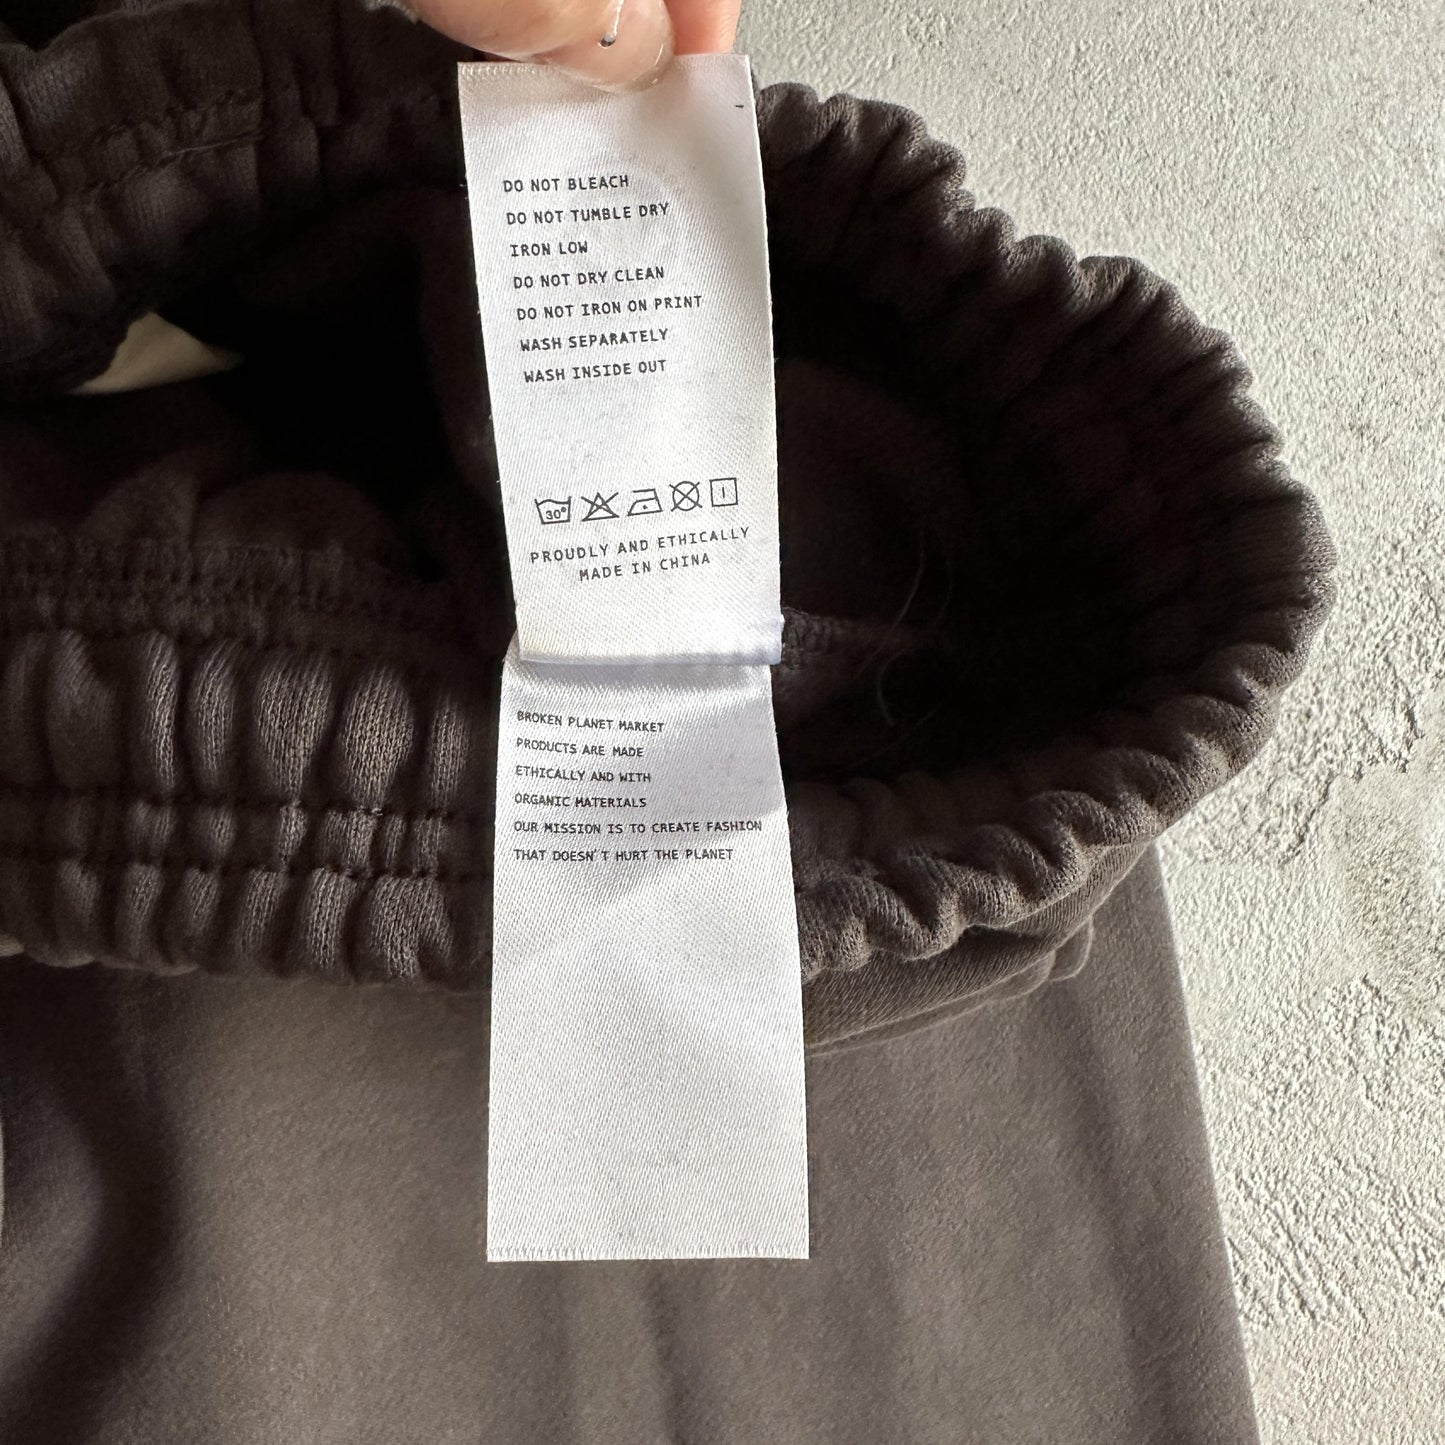 DO NOT BLEACH
DO NOT TUMBLE DRY
IRON LOW
DO NOT DRY CLEAN
DO NOT IRON ON PRINT
WASH SEPARATELY
WASH INSIDE OUT
30°
PROUDLY AND ETHICALLY
MADE IN CHINA
BROKEN PLANET MARKET
PRODUCTS ARE MADE
ETHICALLY AND WITH
ORGANIC MATERIALS
OUR MISSION IS TO CREATE FASHION
THAT DOESN'T HURT THE PLANET